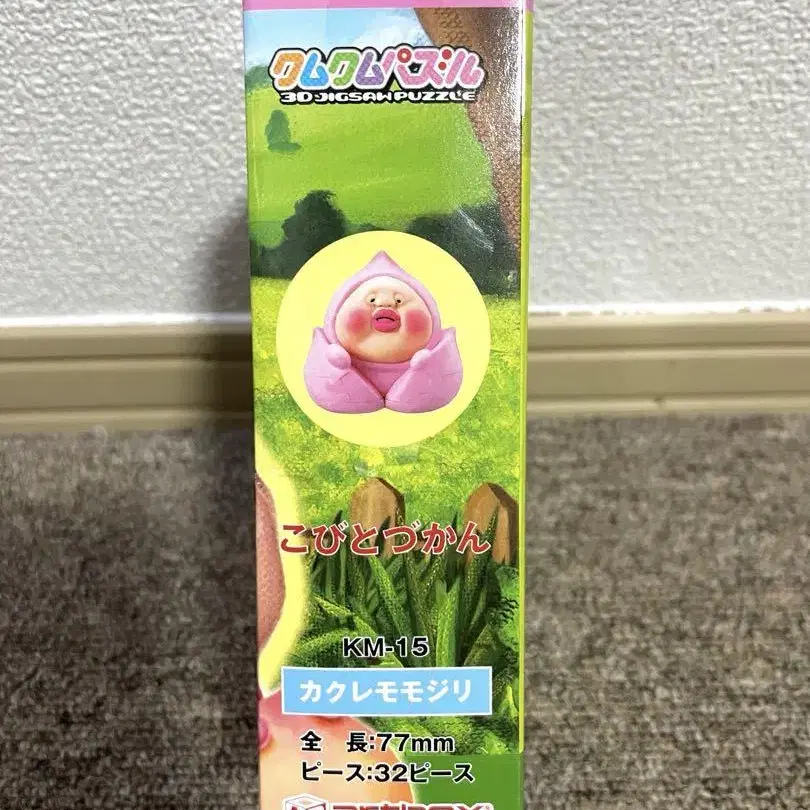 クムクムパズル
3D JIGSAW PUZZLE
こびとづかん
KM-15
カクレモモジリ
全　長:77mm
ピース:32ピース